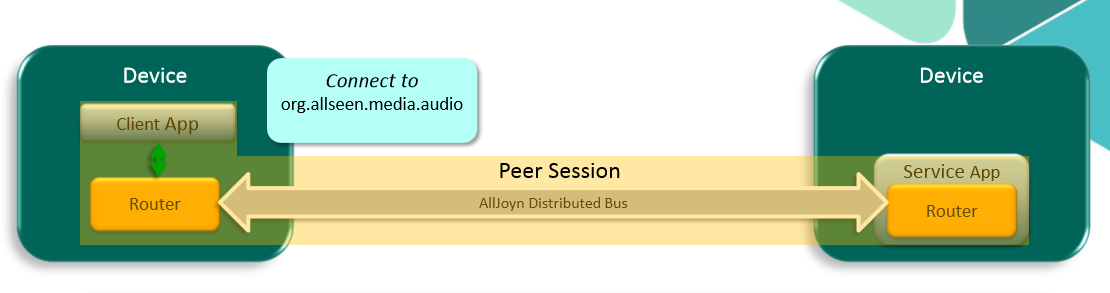 Device
Device
Connect to
org.allseen.media.audio
Client App
Peer Session
Service App
Router
AllJoyn Distributed Bus
Router